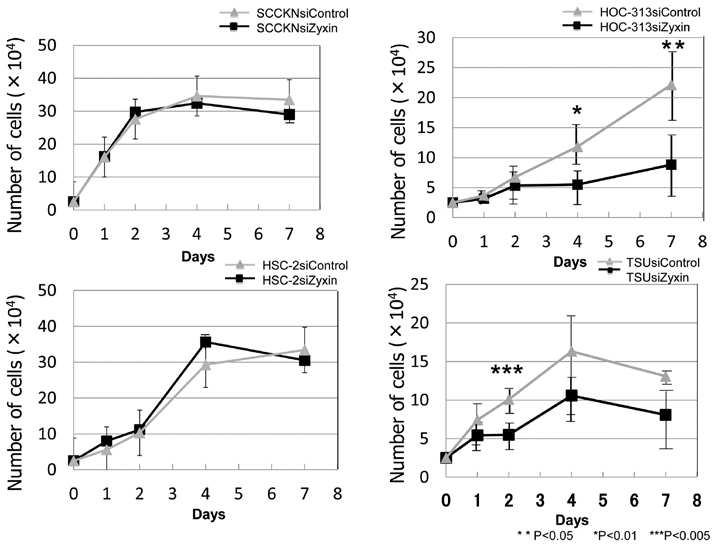 SCCKNsiControl
SCCKNsiZyxin
Number of cells (×10⁴)
50
40
30
20
10
0
0 1 2 3 4 5 6 7 8
Days
HOC-313siControl
HOC-313siZyxin
**
*
Number of cells (×10⁴)
30
25
20
15
10
5
0
0 1 2 3 4 5 6 7 8
Days
HSC-2siControl
HSC-2siZyxin
Number of cells (×10⁴)
50
40
30
20
10
0
0 1 2 3 4 5 6 7 8
Days
TSUsiControl
TSUsiZyxin
***
Number of cells (×10⁴)
25
20
15
10
5
0
0 1 2 3 4 5 6 7 8
Days
**P<0.05 *P<0.01 ***P<0.005